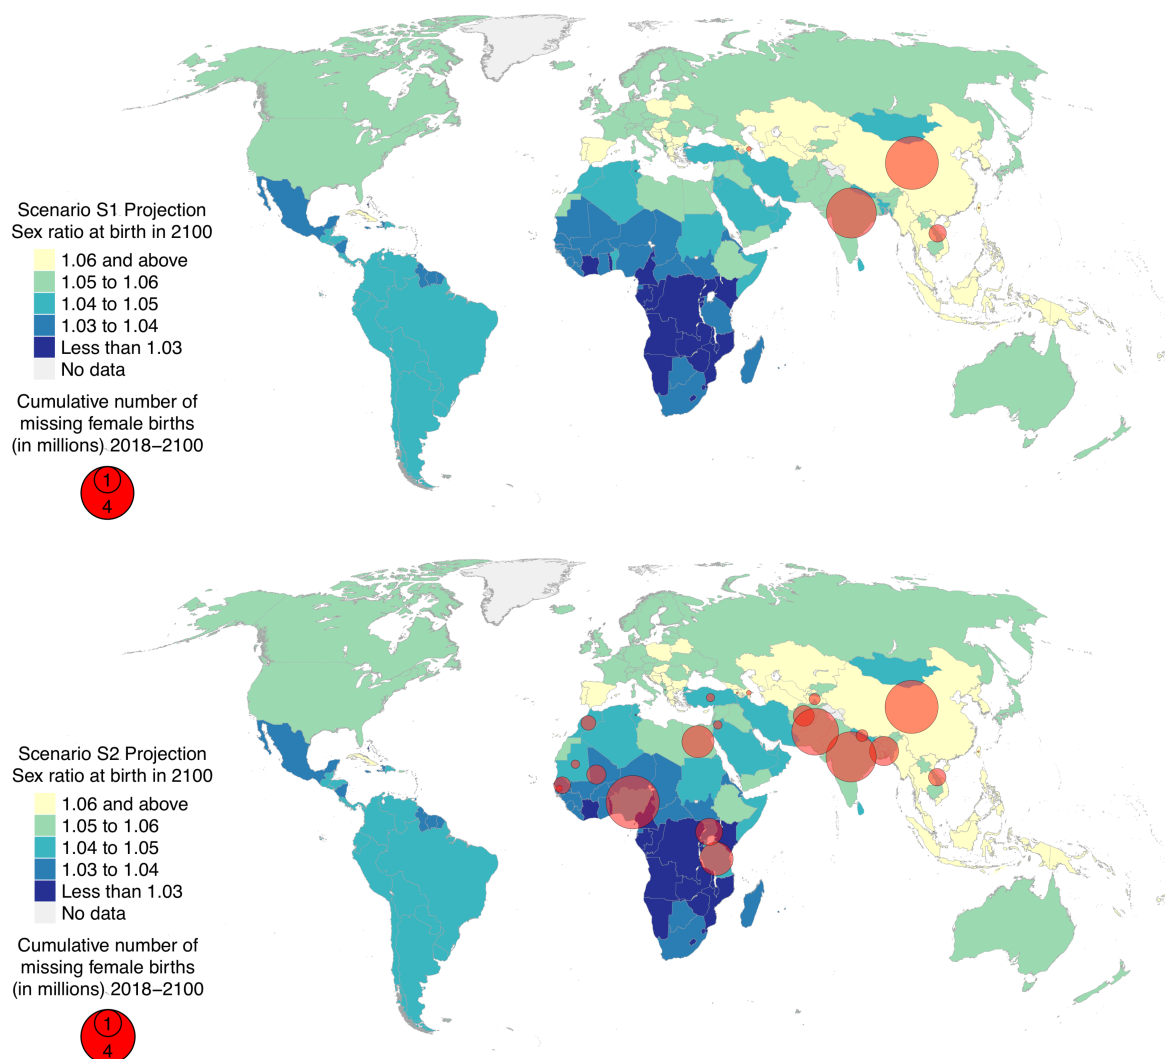 Scenario S1 Projection
Sex ratio at birth in 2100
1.06 and above
1.05 to 1.06
1.04 to 1.05
1.03 to 1.04
Less than 1.03
No data
Cumulative number of
missing female births
(in millions) 2018–2100
1
4
Scenario S2 Projection
Sex ratio at birth in 2100
1.06 and above
1.05 to 1.06
1.04 to 1.05
1.03 to 1.04
Less than 1.03
No data
Cumulative number of
missing female births
(in millions) 2018–2100
1
4